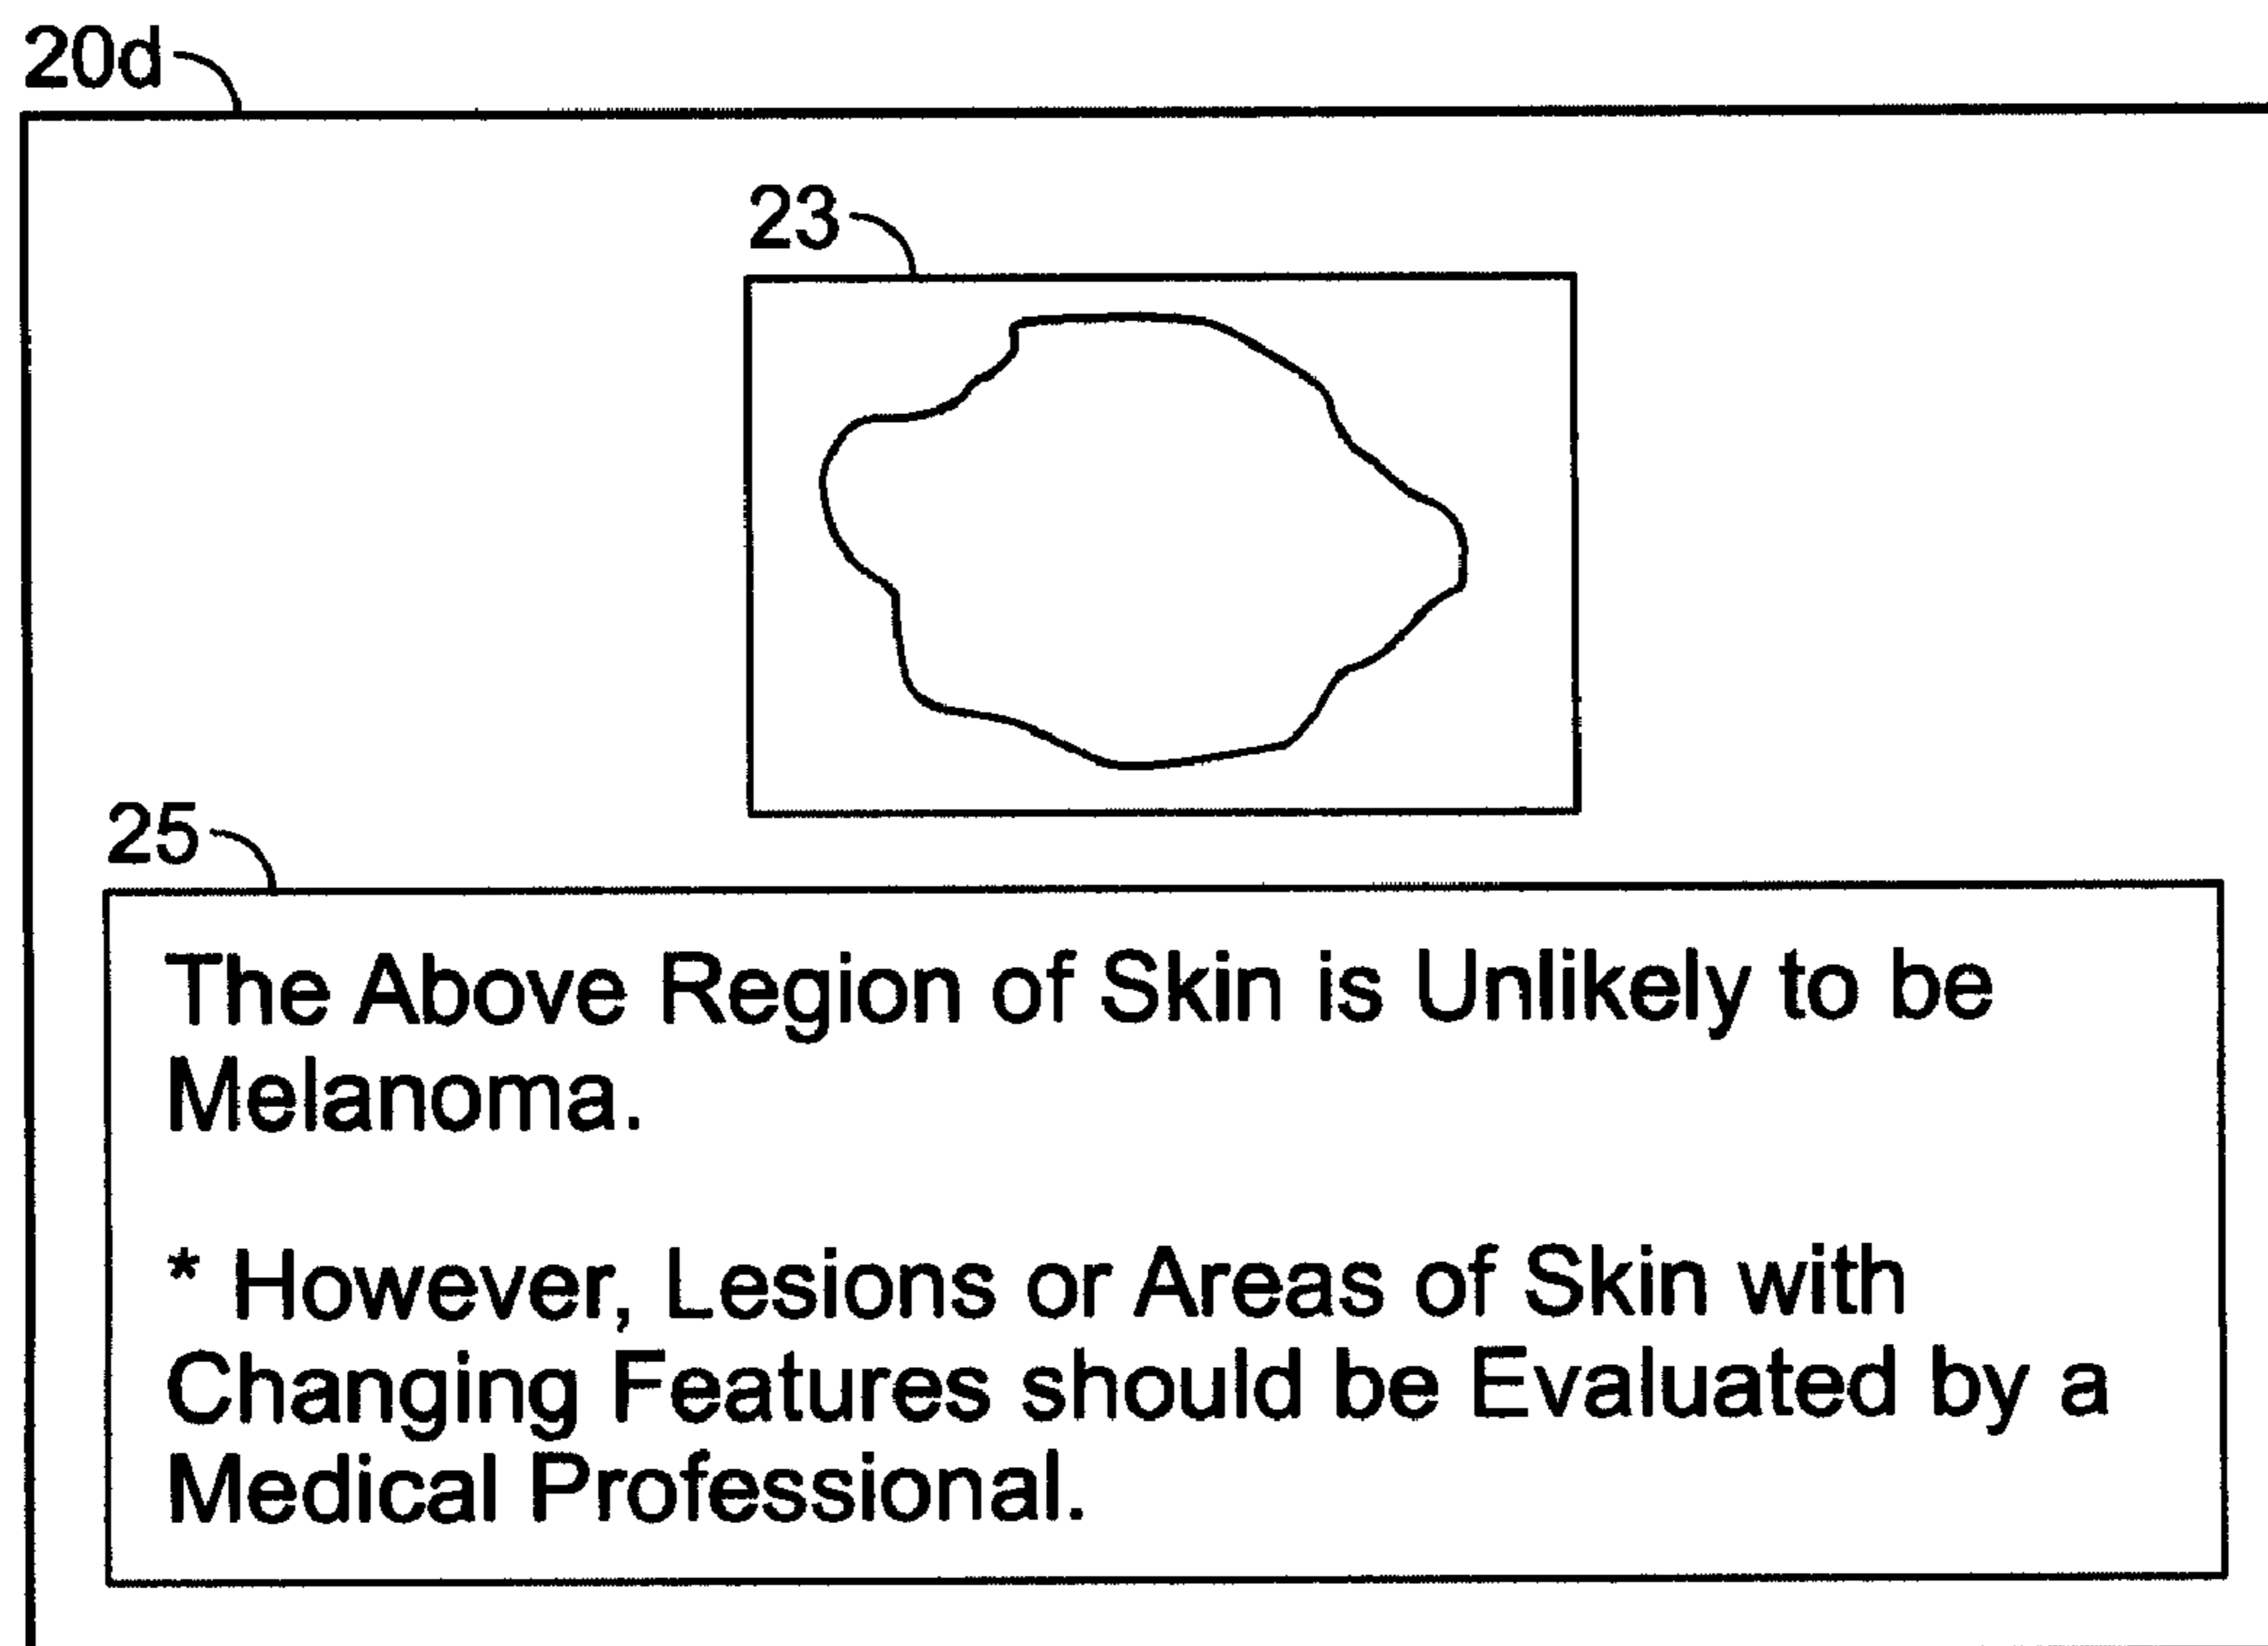 20d
23
25
The Above Region of Skin is Unlikely to be
Melanoma.
* However, Lesions or Areas of Skin with
Changing Features should be Evaluated by a
Medical Professional.